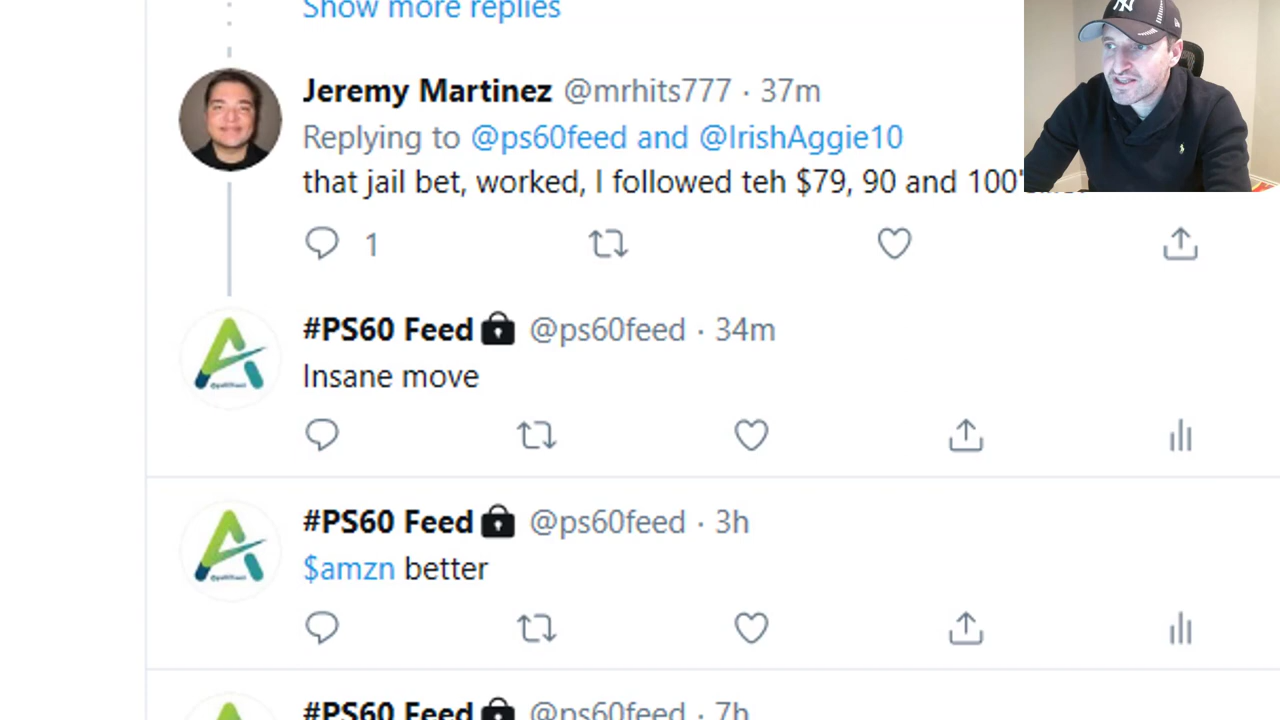 Show more replies
Jeremy Martinez @mrhits777 · 37m
Replying to @ps60feed and @IrishAggie10
that jail bet, worked, I followed teh $79, 90 and 100'
1
#PS60 Feed @ps60feed · 34m
Insane move
#PS60 Feed @ps60feed · 3h
$amzn better
#PS60 Feed @ps60feed · 7h